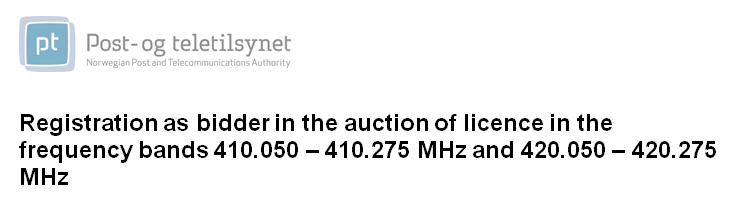 pt
Post- og teletilsynet
Norwegian Post and Telecommunications Authority
Registration as bidder in the auction of licence in the
frequency bands 410.050 – 410.275 MHz and 420.050 – 420.275
MHz